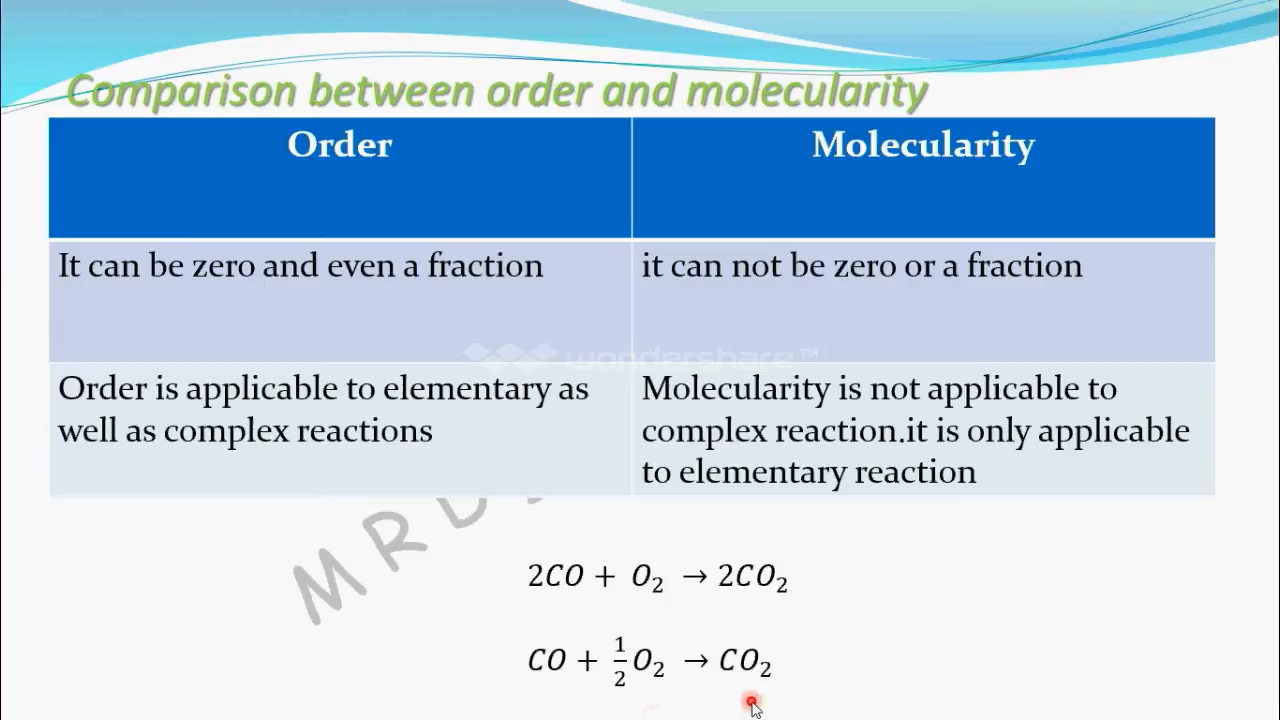 Comparison between order and molecularity
Order
Molecularity
It can be zero and even a fraction
it can not be zero or a fraction
wondershare™
Order is applicable to elementary as
well as complex reactions
Molecularity is not applicable to
complex reaction.it is only applicable
to elementary reaction
2CO + O₂ → 2CO₂
CO + 1/2 O₂ → CO₂